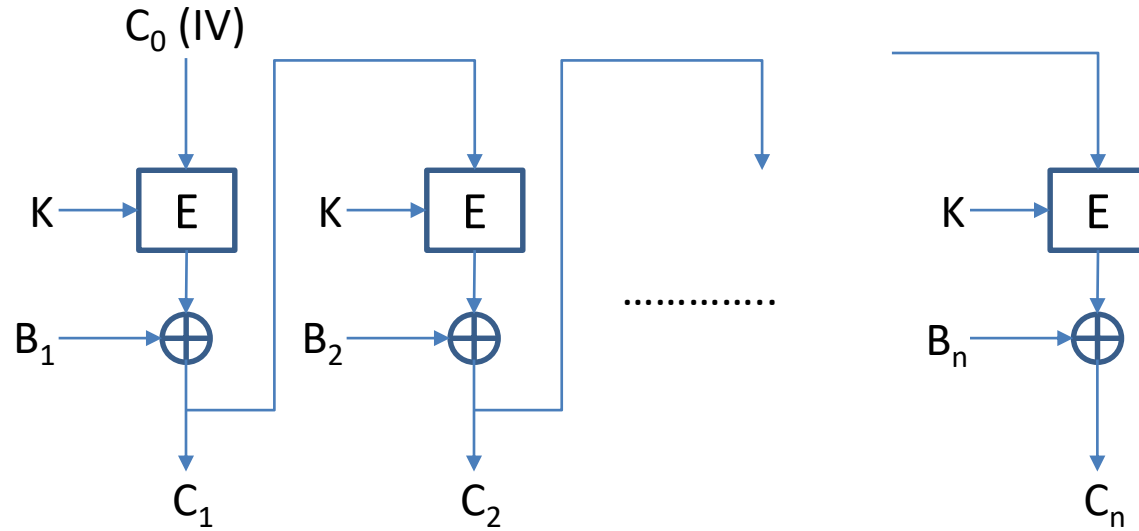 C₀ (IV)
K E K E K E
..............
B₁ B₂ Bₙ
C₁ C₂ Cₙ